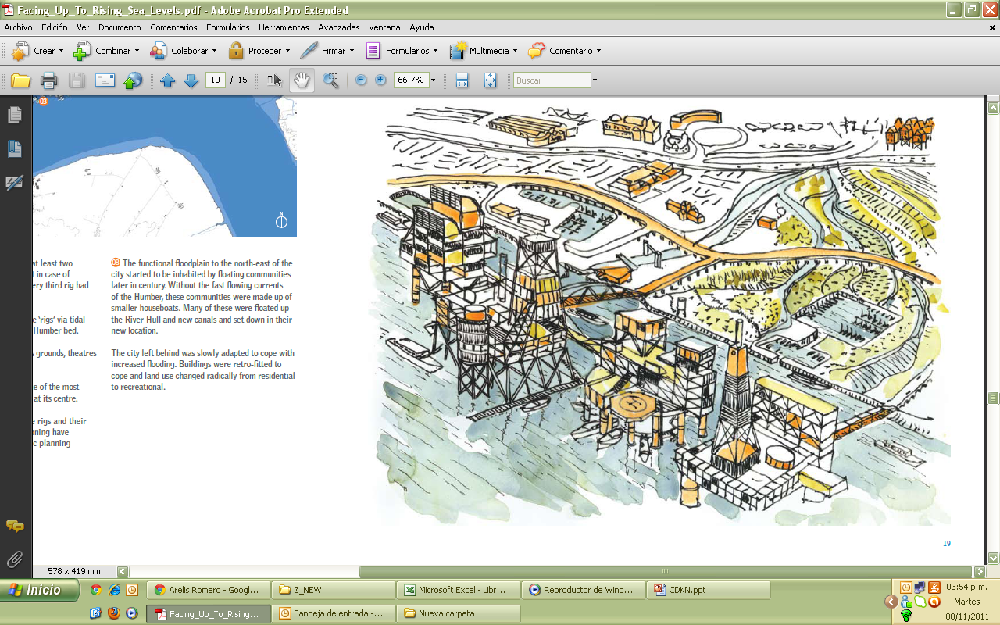 Facing_Up_To_Rising_Sea_Levels.pdf - Adobe Acrobat Pro Extended
Archivo Edición Ver Documento Comentarios Formularios Herramientas Avanzadas Ventana Ayuda
Crear Combinar Colaborar Proteger Firmar Formularios Multimedia Comentario
10 / 15 66,7% Buscar
03
N
at least two
t in case of
ery third rig had
e 'rigs' via tidal
Humber bed.
s grounds, theatres
e of the most
at its centre.
e rigs and their
oning have
c planning
08 The functional floodplain to the north-east of the
city started to be inhabited by floating communities
later in century. Without the fast flowing currents
of the Humber, these communities were made up of
smaller houseboats. Many of these were floated up
the River Hull and new canals and set down in their
new location.
The city left behind was slowly adapted to cope with
increased flooding. Buildings were retro-fitted to
cope and land use changed radically from residential
to recreational.
H
19
578 x 419 mm
Inicio
Arelis Romero - Googl... Z_NEW Microsoft Excel - Libr... Reproductor de Wind... CDKN.ppt
Facing_Up_To_Rising... Bandeja de entrada -... Nueva carpeta
03:54 p.m.
Martes
08/11/2011